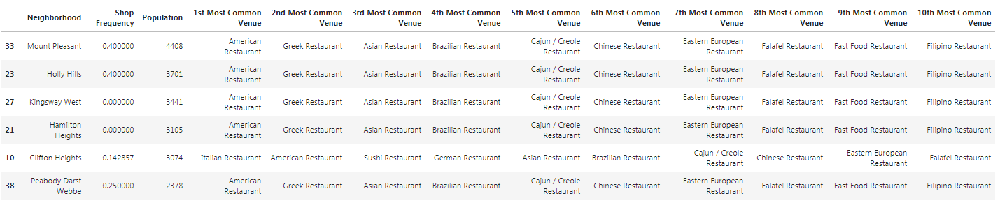 Neighborhood Shop Frequency Population 1st Most Common Venue 2nd Most Common Venue 3rd Most Common Venue 4th Most Common Venue 5th Most Common Venue 6th Most Common Venue 7th Most Common Venue 8th Most Common Venue 9th Most Common Venue 10th Most Common Venue
33 Mount Pleasant 0.400000 4408 American Restaurant Greek Restaurant Asian Restaurant Brazilian Restaurant Cajun / Creole Restaurant Chinese Restaurant Eastern European Restaurant Falafel Restaurant Fast Food Restaurant Filipino Restaurant
23 Holly Hills 0.400000 3701 American Restaurant Greek Restaurant Asian Restaurant Brazilian Restaurant Cajun / Creole Restaurant Chinese Restaurant Eastern European Restaurant Falafel Restaurant Fast Food Restaurant Filipino Restaurant
27 Kingsway West 0.000000 3441 American Restaurant Greek Restaurant Asian Restaurant Brazilian Restaurant Cajun / Creole Restaurant Chinese Restaurant Eastern European Restaurant Falafel Restaurant Fast Food Restaurant Filipino Restaurant
21 Hamilton Heights 0.000000 3105 American Restaurant Greek Restaurant Asian Restaurant Brazilian Restaurant Cajun / Creole Restaurant Chinese Restaurant Eastern European Restaurant Falafel Restaurant Fast Food Restaurant Filipino Restaurant
10 Clifton Heights 0.142857 3074 Italian Restaurant American Restaurant Sushi Restaurant German Restaurant Asian Restaurant Brazilian Restaurant Cajun / Creole Restaurant Chinese Restaurant Eastern European Restaurant Falafel Restaurant
38 Peabody Darst Webbe 0.250000 2378 American Restaurant Greek Restaurant Asian Restaurant Brazilian Restaurant Cajun / Creole Restaurant Chinese Restaurant Eastern European Restaurant Falafel Restaurant Fast Food Restaurant Filipino Restaurant